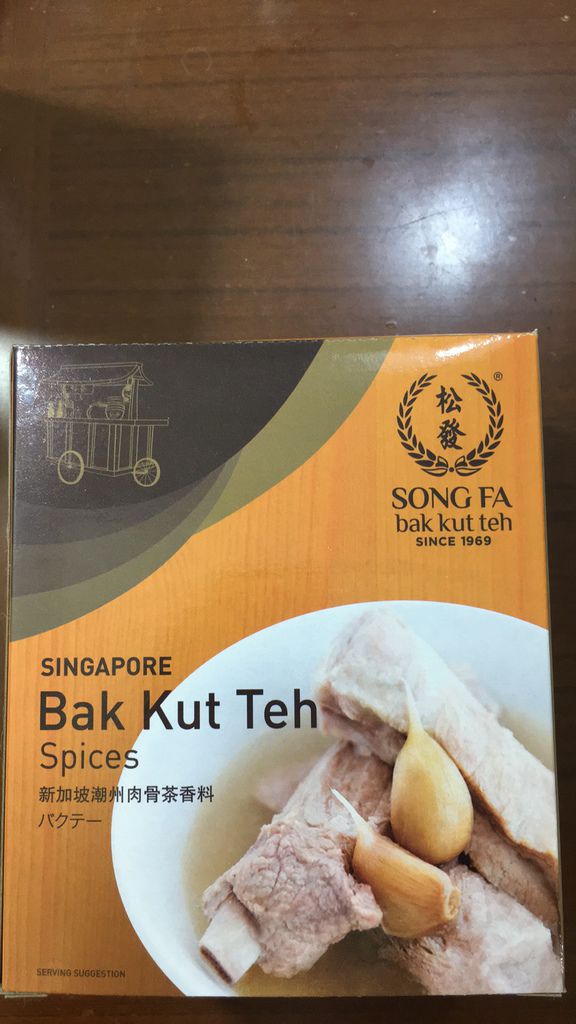 松
發
®
SONG FA
bak kut teh
SINCE 1969
SINGAPORE
Bak Kut Teh
Spices
新加坡潮州肉骨茶香料
バクテー
SERVING SUGGESTION